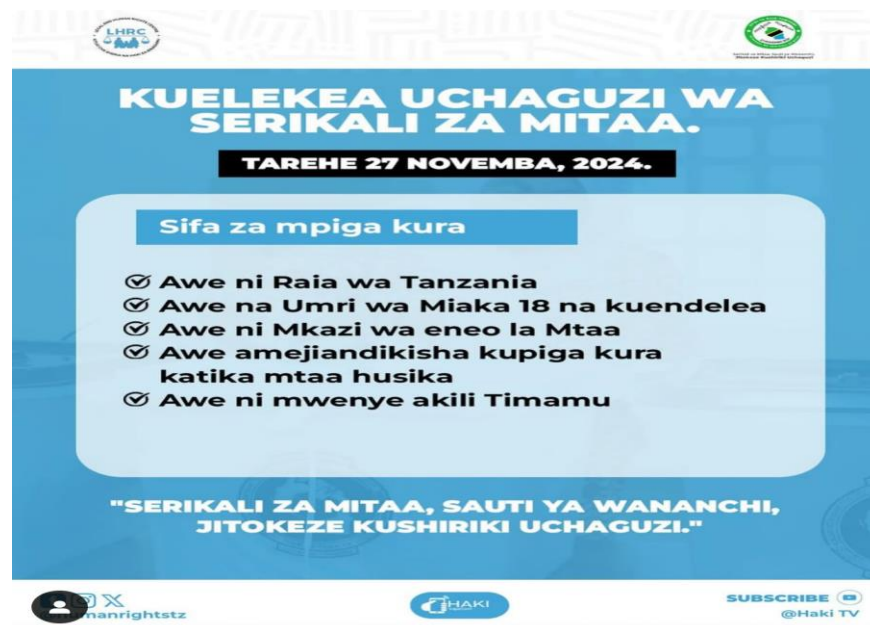 LHRC
KUELEKEA UCHAGUZI WA
SERIKALI ZA MITAA.
TAREHE 27 NOVEMBA, 2024.
Sifa za mpiga kura
Awe ni Raia wa Tanzania
Awe na Umri wa Miaka 18 na kuendelea
Awe ni Mkazi wa eneo la Mtaa
Awe amejiandikisha kupiga kura
katika mtaa husika
Awe ni mwenye akili Timamu
"SERIKALI ZA MITAA, SAUTI YA WANANCHI,
JITOKEZE KUSHIRIKI UCHAGUZI."
manrightstz
HAKI
SUBSCRIBE
@Haki TV